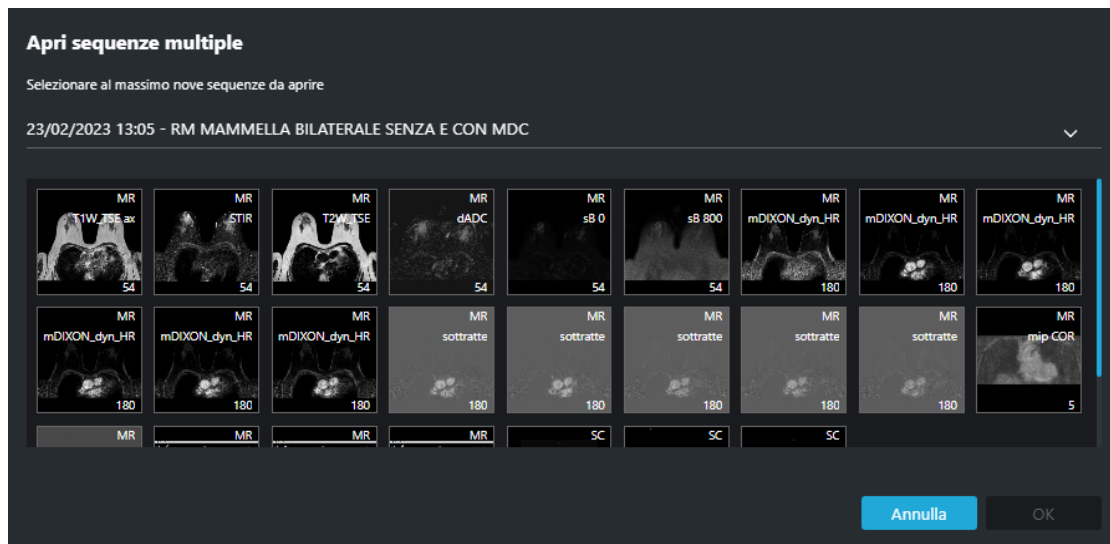 Apri sequenze multiple
Selezionare al massimo nove sequenze da aprire
23/02/2023 13:05 - RM MAMMELLA BILATERALE SENZA E CON MDC
MR MR MR MR MR MR MR MR MR
T1W_TSE ax STIR T2W_TSE dADC sB 0 sB 800 mDIXON_dyn_HR mDIXON_dyn_HR mDIXON_dyn_HR
54 54 54 54 54 54 180 180 180
MR MR MR MR MR MR MR MR MR
mDIXON_dyn_HR mDIXON_dyn_HR mDIXON_dyn_HR sottratte sottratte sottratte sottratte sottratte mip COR
180 180 180 180 180 180 180 180 5
MR MR MR MR SC SC SC
Annulla OK